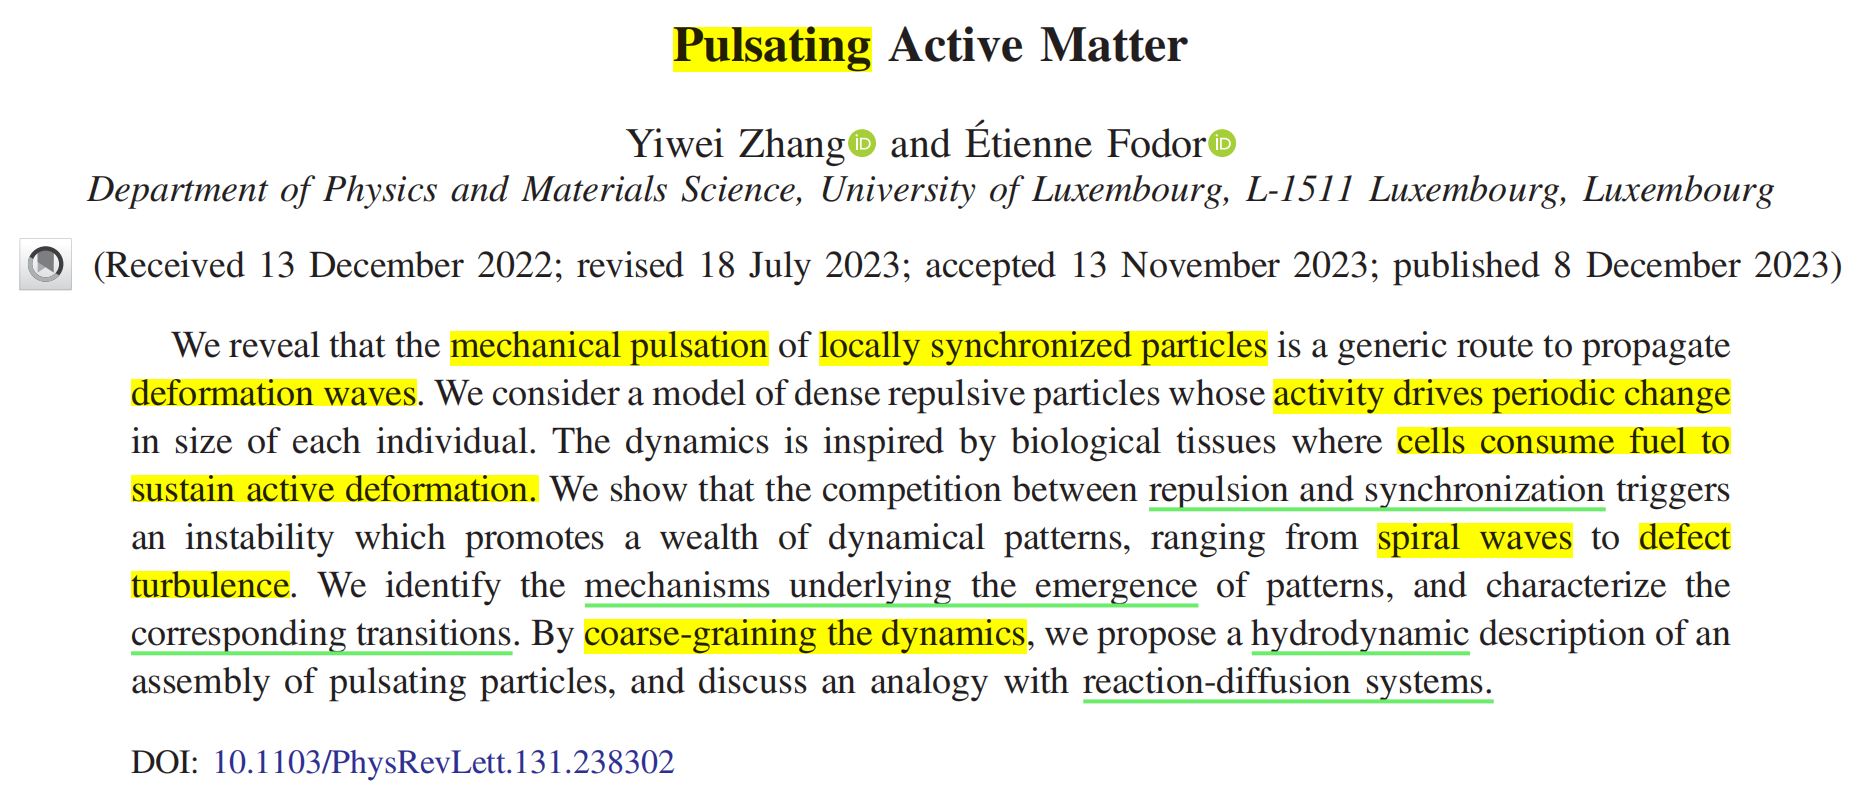 Pulsating Active Matter
Yiwei Zhang iD and Étienne Fodor iD
Department of Physics and Materials Science, University of Luxembourg, L-1511 Luxembourg, Luxembourg
(Received 13 December 2022; revised 18 July 2023; accepted 13 November 2023; published 8 December 2023)
We reveal that the mechanical pulsation of locally synchronized particles is a generic route to propagate
deformation waves. We consider a model of dense repulsive particles whose activity drives periodic change
in size of each individual. The dynamics is inspired by biological tissues where cells consume fuel to
sustain active deformation. We show that the competition between repulsion and synchronization triggers
an instability which promotes a wealth of dynamical patterns, ranging from spiral waves to defect
turbulence. We identify the mechanisms underlying the emergence of patterns, and characterize the
corresponding transitions. By coarse-graining the dynamics, we propose a hydrodynamic description of an
assembly of pulsating particles, and discuss an analogy with reaction-diffusion systems.
DOI: 10.1103/PhysRevLett.131.238302